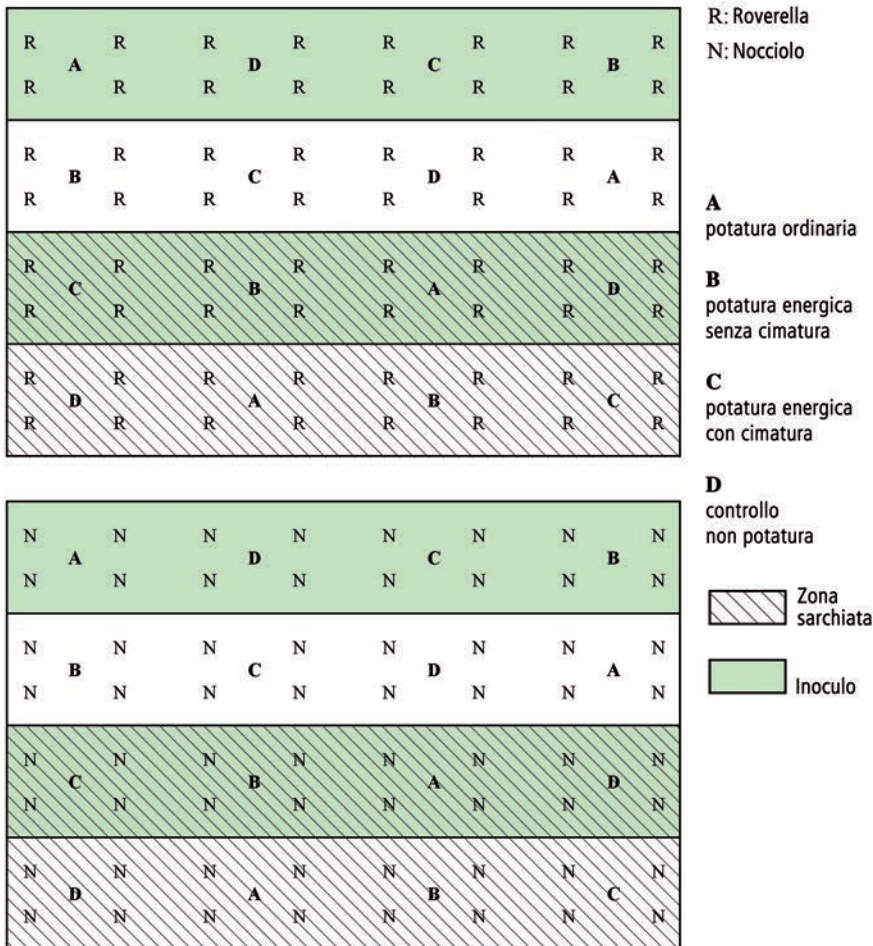 R R R R R R R R
A D C B
R R R R R R R R
R R R R R R R R
B C D A
R R R R R R R R
R R R R R R R R
C B A D
R R R R R R R R
R R R R R R R R
D A B C
R R R R R R R R
N N N N N N N N
A D C B
N N N N N N N N
N N N N N N N N
B C D A
N N N N N N N N
N N N N N N N N
C B A D
N N N N N N N N
N N N N N N N N
D A B C
N N N N N N N N
R: Roverella
N: Nocciolo
A
potatura ordinaria
B
potatura energica
senza cimatura
C
potatura energica
con cimatura
D
controllo
non potatura
Zona
sarchiata
Inoculo